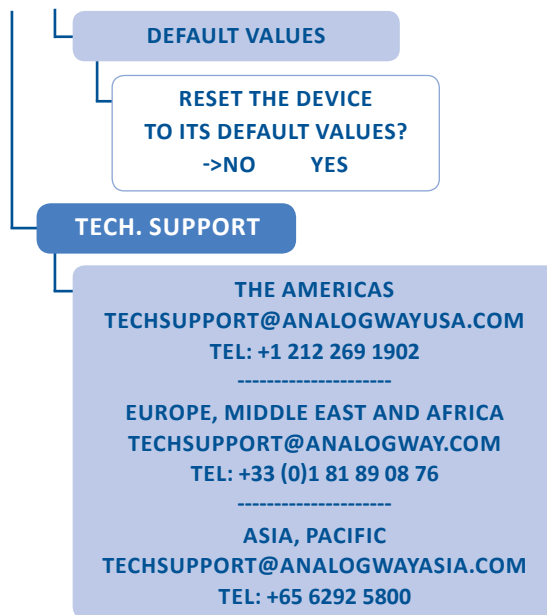 DEFAULT VALUES
RESET THE DEVICE
TO ITS DEFAULT VALUES?
->NO YES
TECH. SUPPORT
THE AMERICAS
TECHSUPPORT@ANALOGWAYUSA.COM
TEL: +1 212 269 1902
---------------------
EUROPE, MIDDLE EAST AND AFRICA
TECHSUPPORT@ANALOGWAY.COM
TEL: +33 (0)1 81 89 08 76
---------------------
ASIA, PACIFIC
TECHSUPPORT@ANALOGWAYASIA.COM
TEL: +65 6292 5800